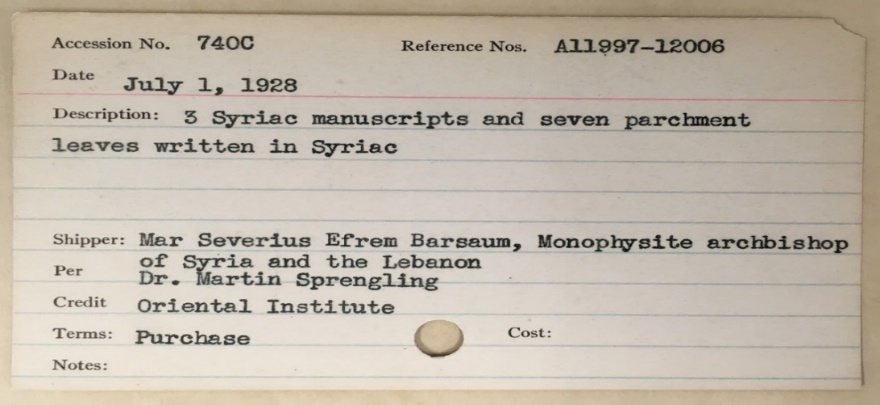 Accession No. 740C Reference Nos. A11997-12006
Date July 1, 1928
Description: 3 Syriac manuscripts and seven parchment
leaves written in Syriac
Shipper: Mar Severius Efrem Barsaum, Monophysite archbishop
of Syria and the Lebanon
Per Dr. Martin Sprengling
Credit Oriental Institute
Terms: Purchase Cost:
Notes: